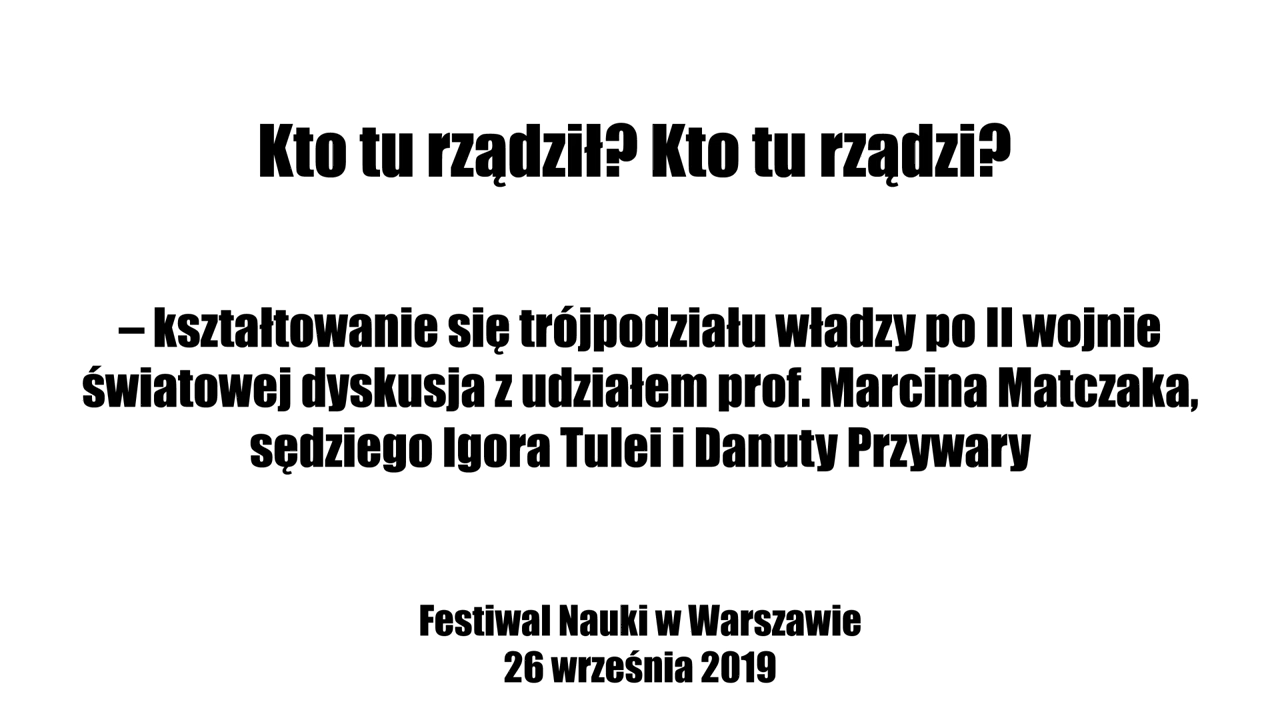 Kto tu rządził? Kto tu rządzi?
– kształtowanie się trójpodziału władzy po II wojnie
światowej dyskusja z udziałem prof. Marcina Matczaka,
sędziego Igora Tulei i Danuty Przywary
Festiwal Nauki w Warszawie
26 września 2019